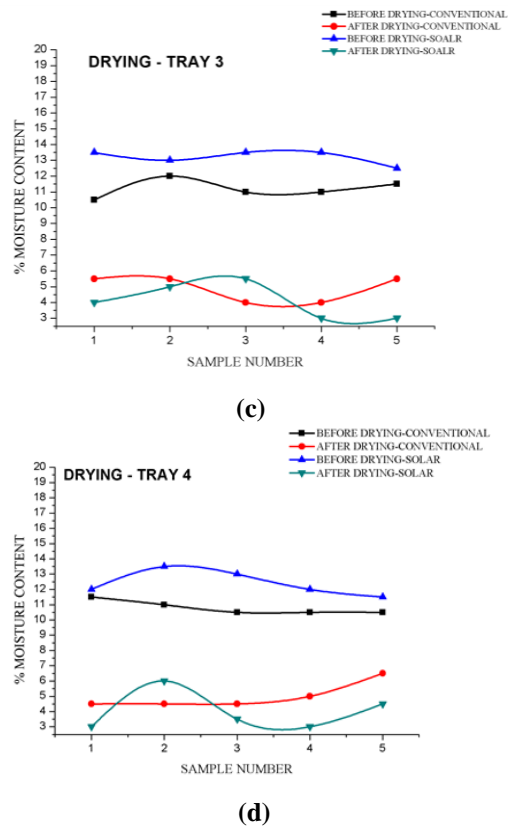 BEFORE DRYING-CONVENTIONAL
AFTER DRYING-CONVENTIONAL
BEFORE DRYING-SOALR
AFTER DRYING-SOALR
DRYING - TRAY 3
% MOISTURE CONTENT
20
19
18
17
16
15
14
13
12
11
10
9
8
7
6
5
4
3
1 2 3 4 5
SAMPLE NUMBER
(c)
BEFORE DRYING-CONVENTIONAL
AFTER DRYING-CONVENTIONAL
BEFORE DRYING-SOLAR
AFTER DRYING-SOLAR
DRYING - TRAY 4
% MOISTURE CONTENT
20
19
18
17
16
15
14
13
12
11
10
9
8
7
6
5
4
3
1 2 3 4 5
SAMPLE NUMBER
(d)